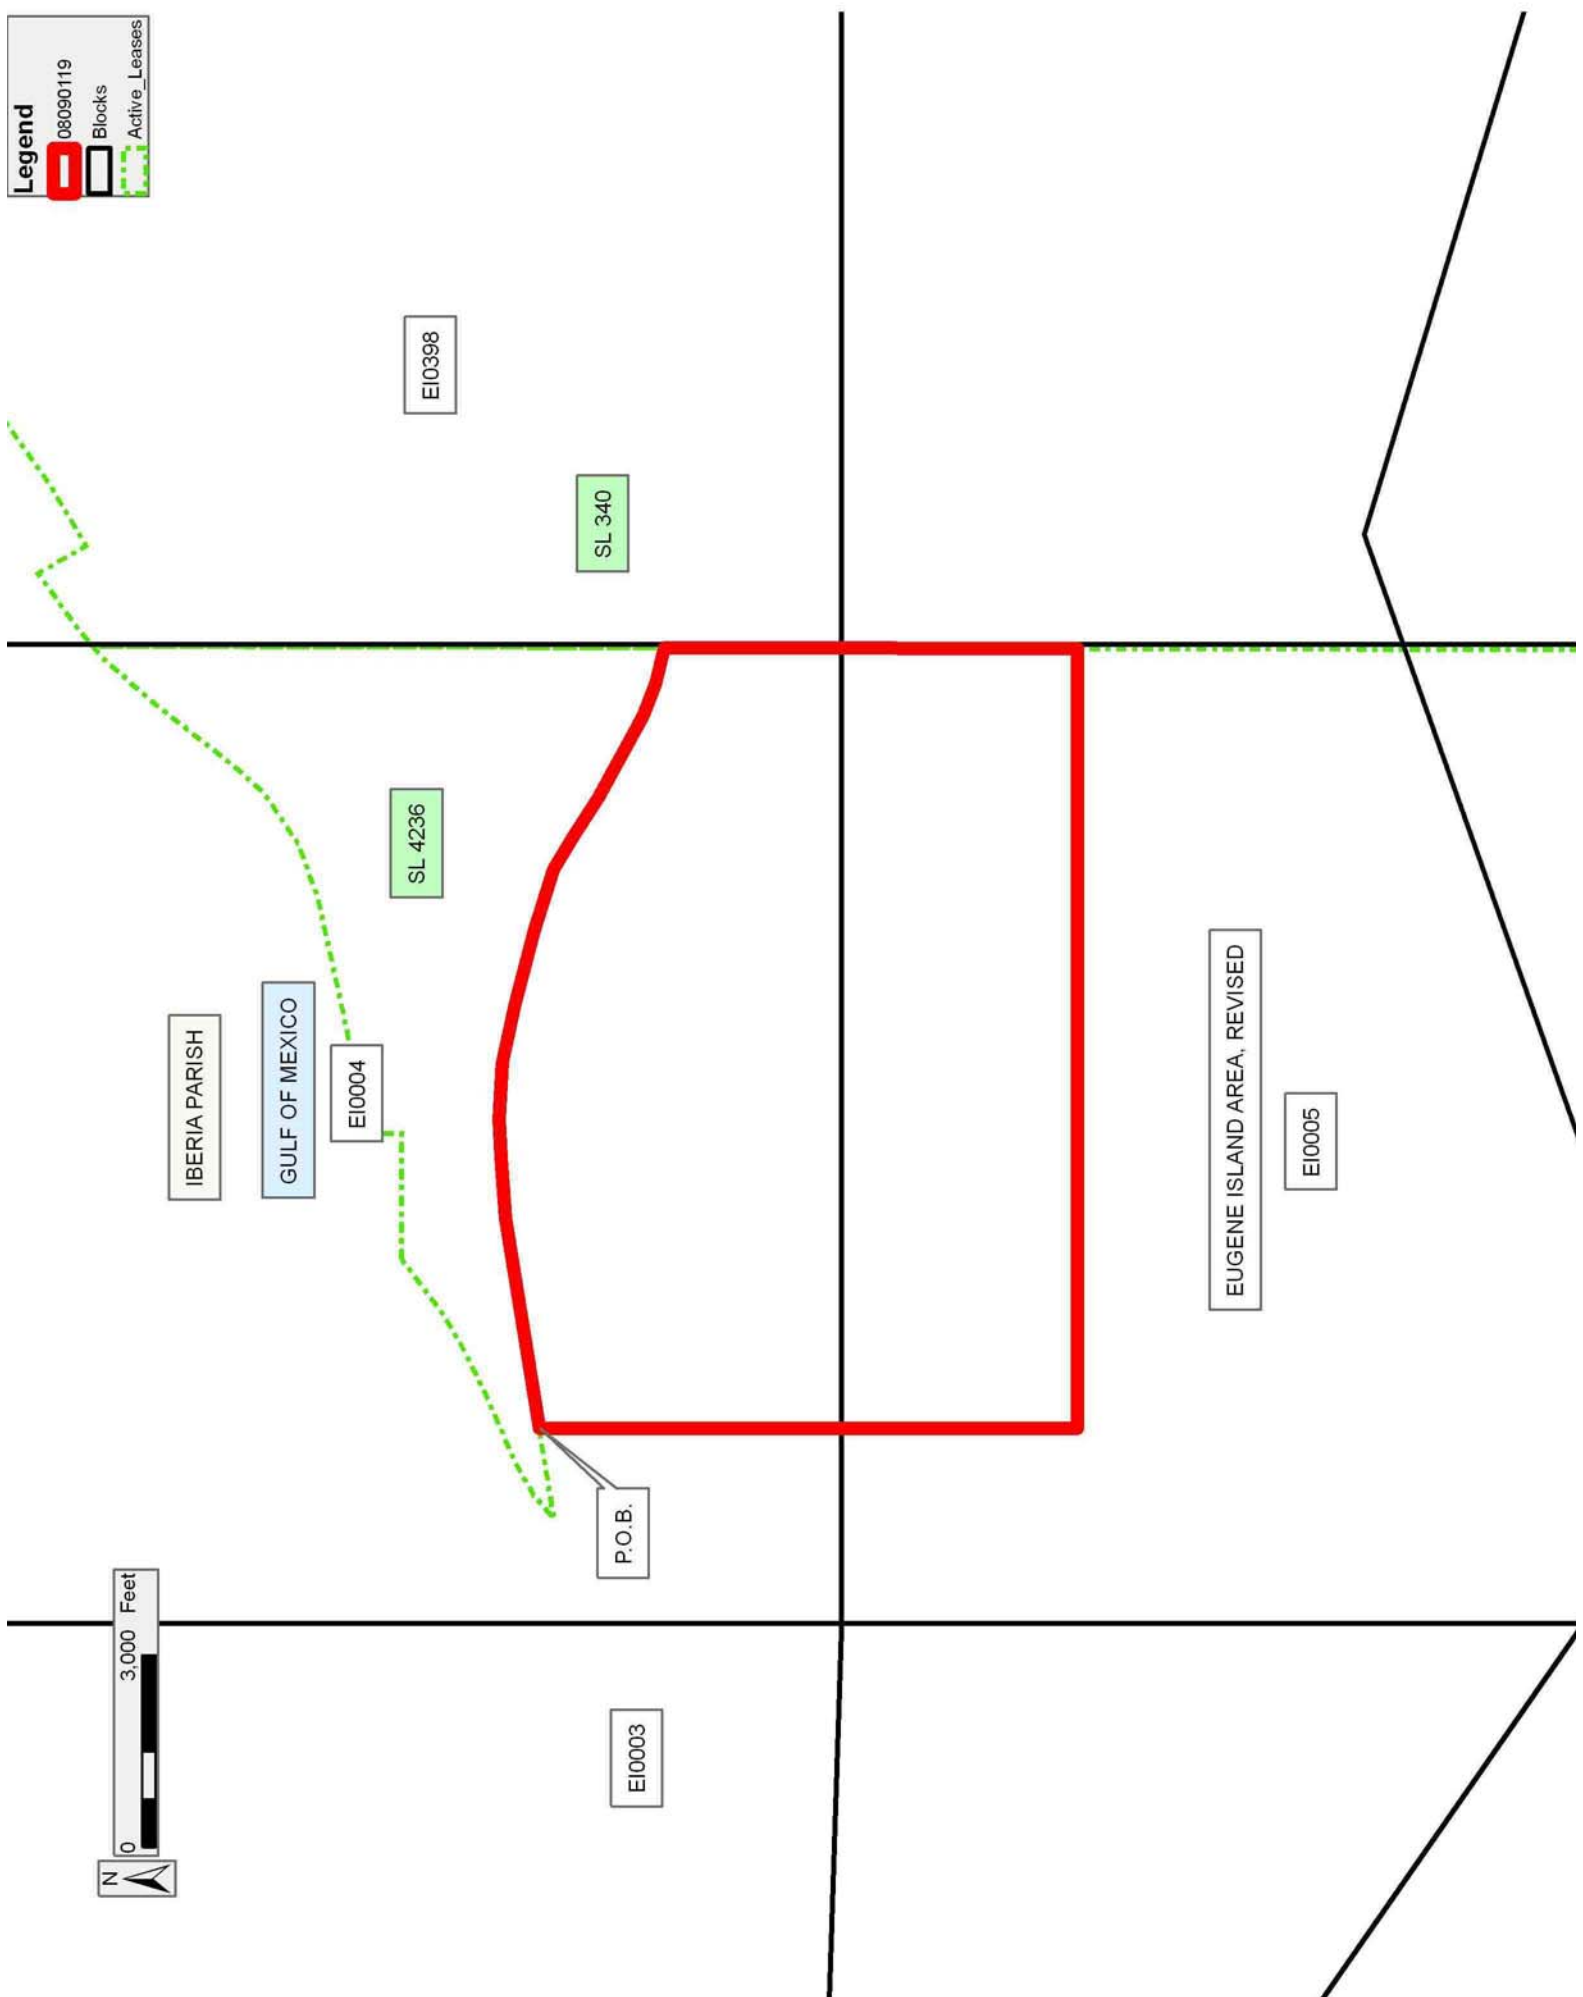 Legend
08090119
Blocks
Active_Leases
N
0 3,000 Feet
IBERIA PARISH
GULF OF MEXICO
EI0004
SL 4236
EI0398
SL 340
P.O.B.
EI0003
EUGENE ISLAND AREA, REVISED
EI0005